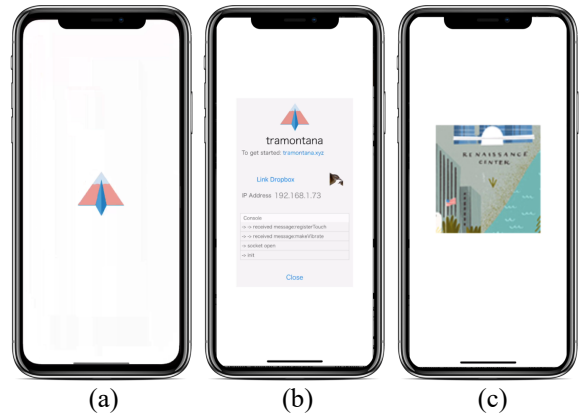 tramontana
To get started: tramontana.xyz
Link Dropbox
IP Address 192.168.1.73
Console
-> -> received message:registerTouch
-> -> received message:makeVibrate
-> socket open
-> Init
Close
RENAISSANCE
CENTER
(a) (b) (c)